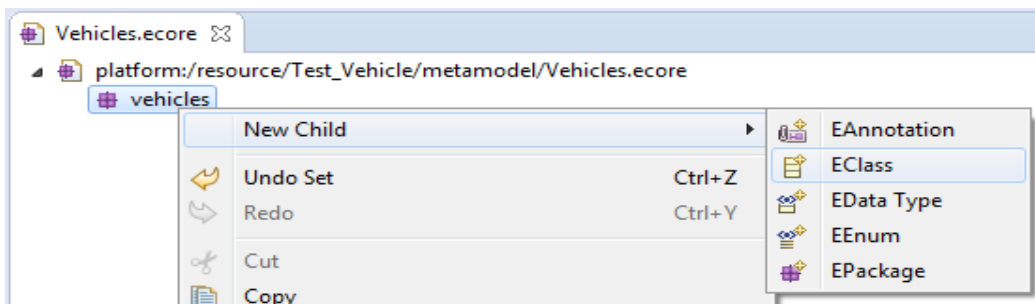 Vehicles.ecore
platform:/resource/Test_Vehicle/metamodel/Vehicles.ecore
vehicles
New Child
EAnnotation
EClass
Undo Set Ctrl+Z
EData Type
Redo Ctrl+Y
EEnum
Cut
EPackage
Copy